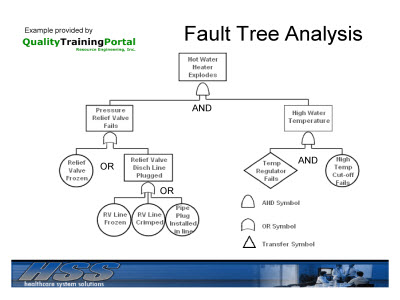 Example provided by
QualityTrainingPortal
Resource Engineering, Inc.
Fault Tree Analysis
Hot Water
Heater
Explodes
AND
Pressure
Relief Valve
Fails
High Water
Temperature
OR
AND
Relief
Valve
Frozen
Relief Valve
Disch Line
Plugged
Temp
Regulator
Fails
High
Temp
Cut-off
Fails
OR
RV Line
Frozen
RV Line
Crimped
Pipe
Plug
Installed
in line
AND Symbol
OR Symbol
Transfer Symbol
HSS
healthcare system solutions